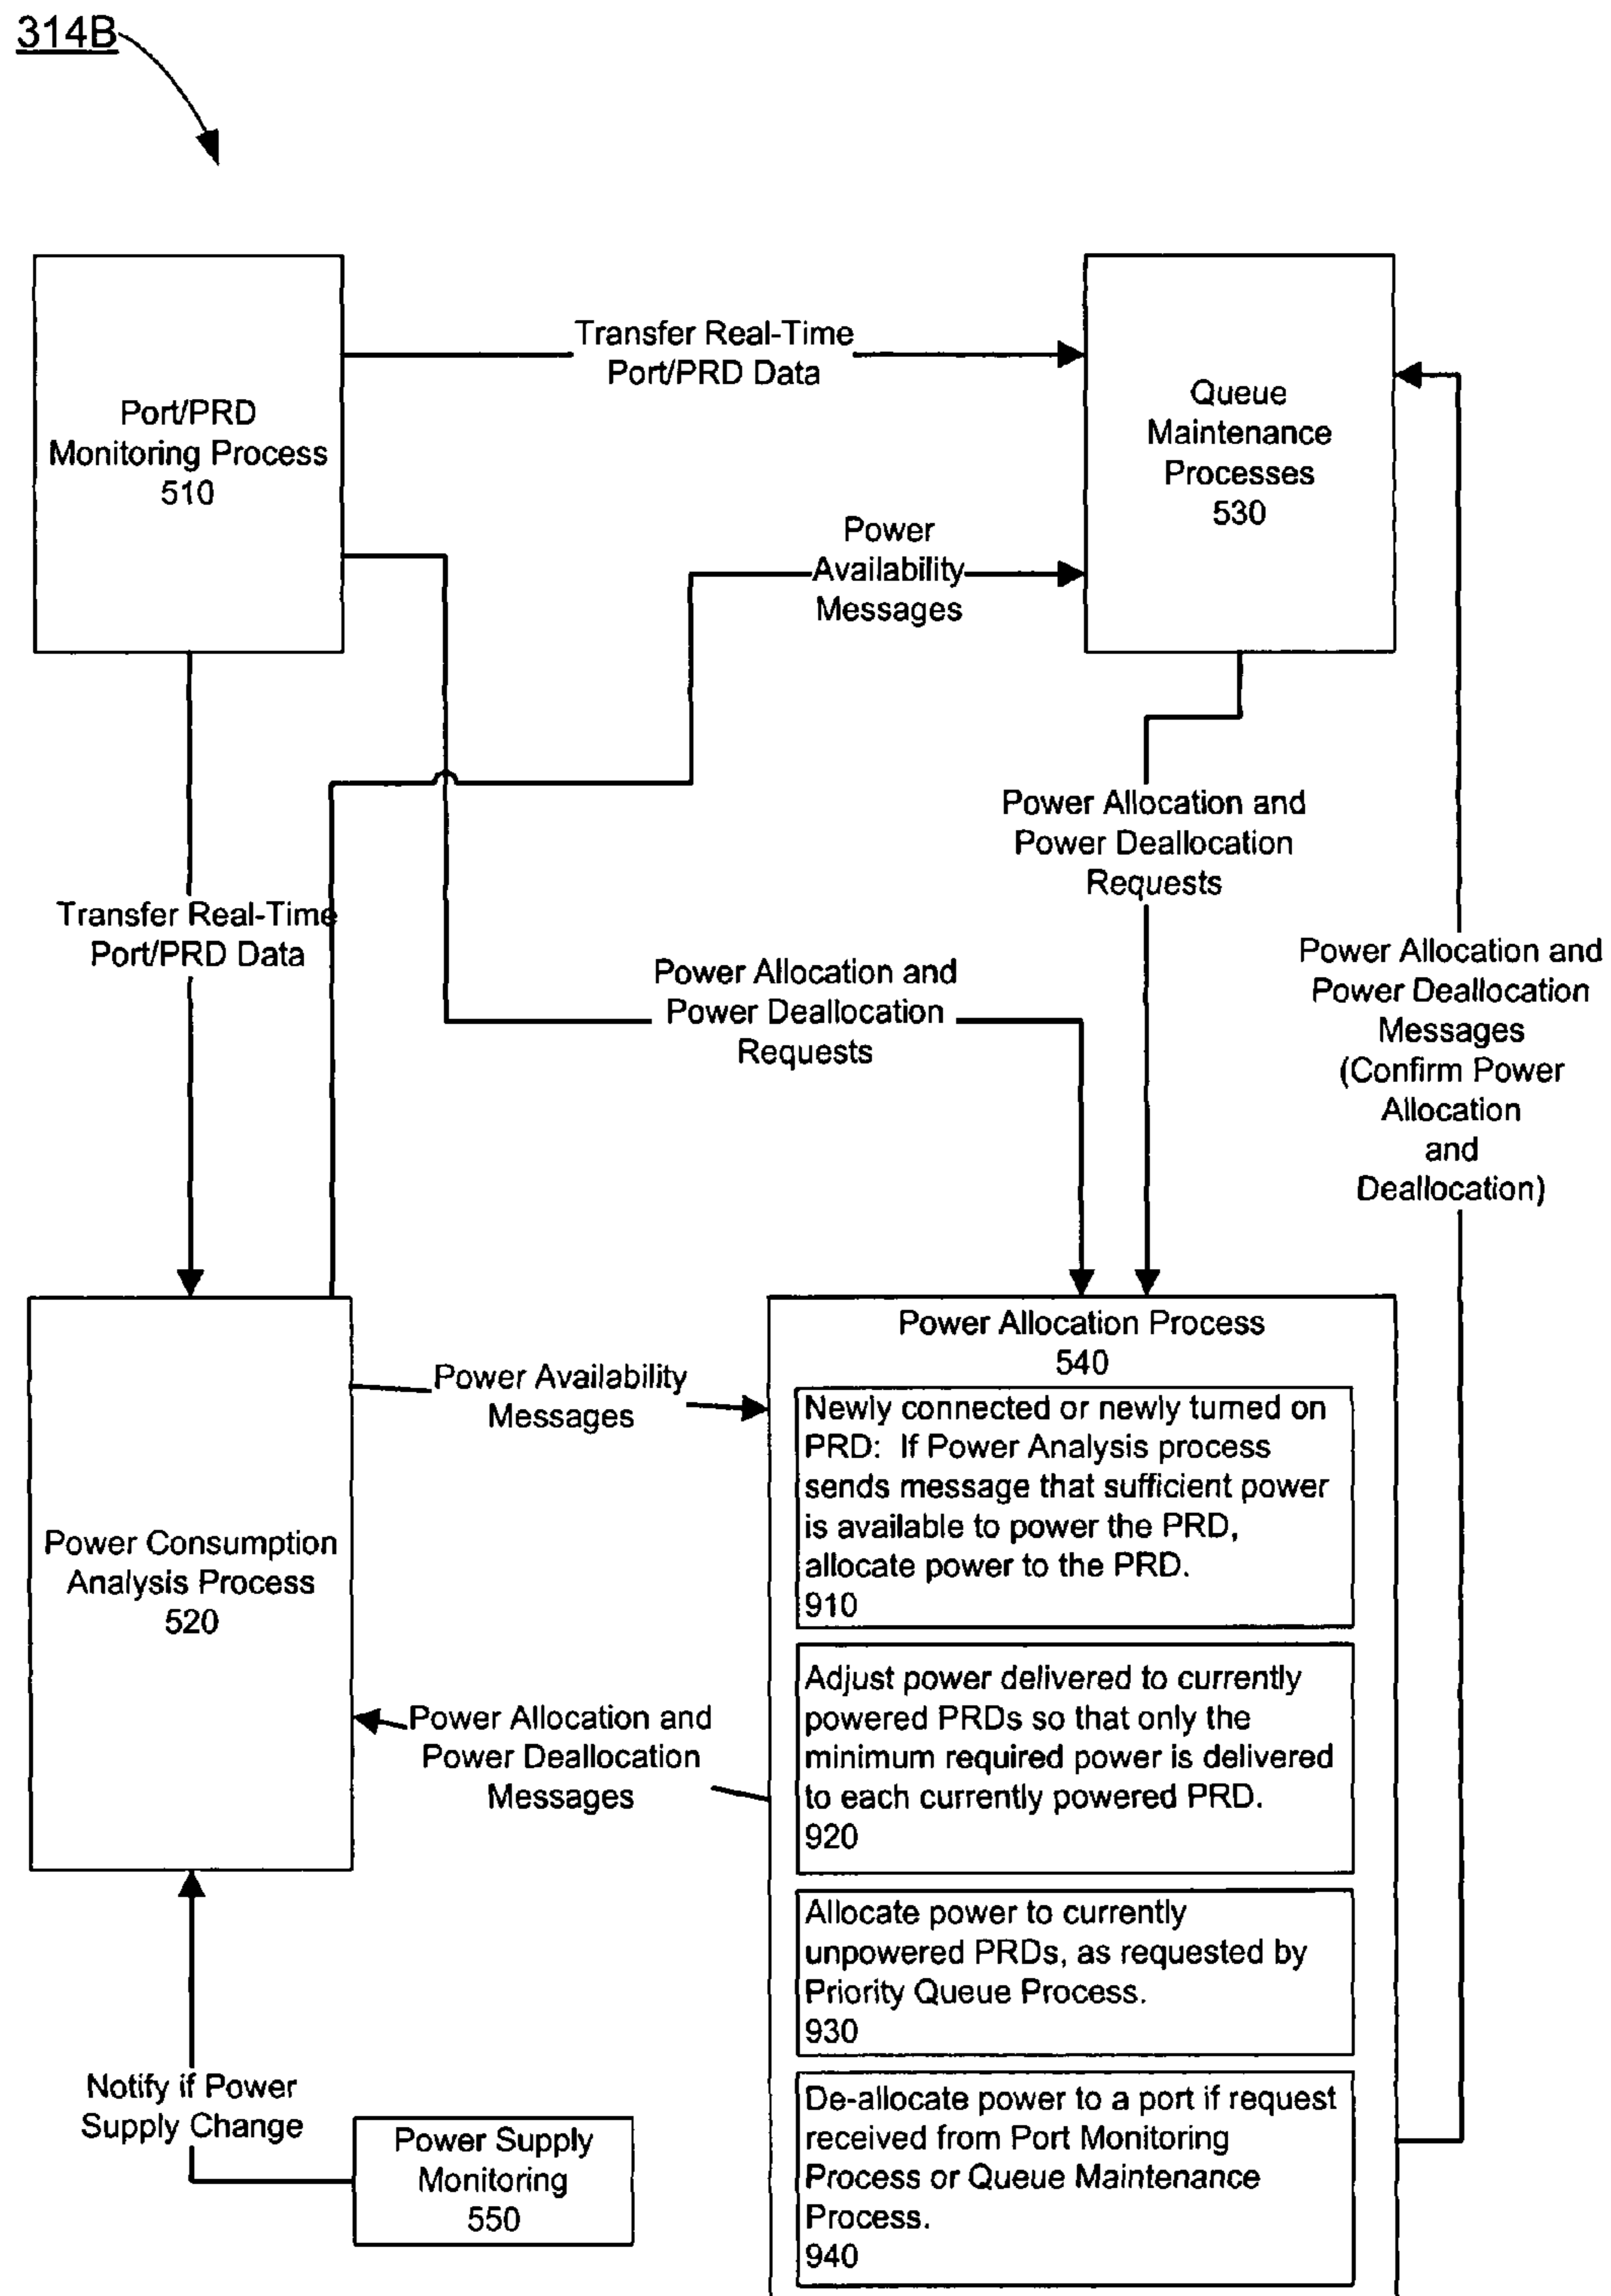 314B
Port/PRD
Monitoring Process
510
Transfer Real-Time
Port/PRD Data
Queue
Maintenance
Processes
530
Power
Availability
Messages
Power Allocation and
Power Deallocation
Requests
Transfer Real-Time
Port/PRD Data
Power Allocation and
Power Deallocation
Requests
Power Allocation and
Power Deallocation
Messages
(Confirm Power
Allocation
and
Deallocation)
Power Consumption
Analysis Process
520
Power Availability
Messages
Power Allocation and
Power Deallocation
Messages
Power Allocation Process
540
Newly connected or newly turned on
PRD: If Power Analysis process
sends message that sufficient power
is available to power the PRD,
allocate power to the PRD.
910
Adjust power delivered to currently
powered PRDs so that only the
minimum required power is delivered
to each currently powered PRD.
920
Allocate power to currently
unpowered PRDs, as requested by
Priority Queue Process.
930
De-allocate power to a port if request
received from Port Monitoring
Process or Queue Maintenance
Process.
940
Notify if Power
Supply Change
Power Supply
Monitoring
550